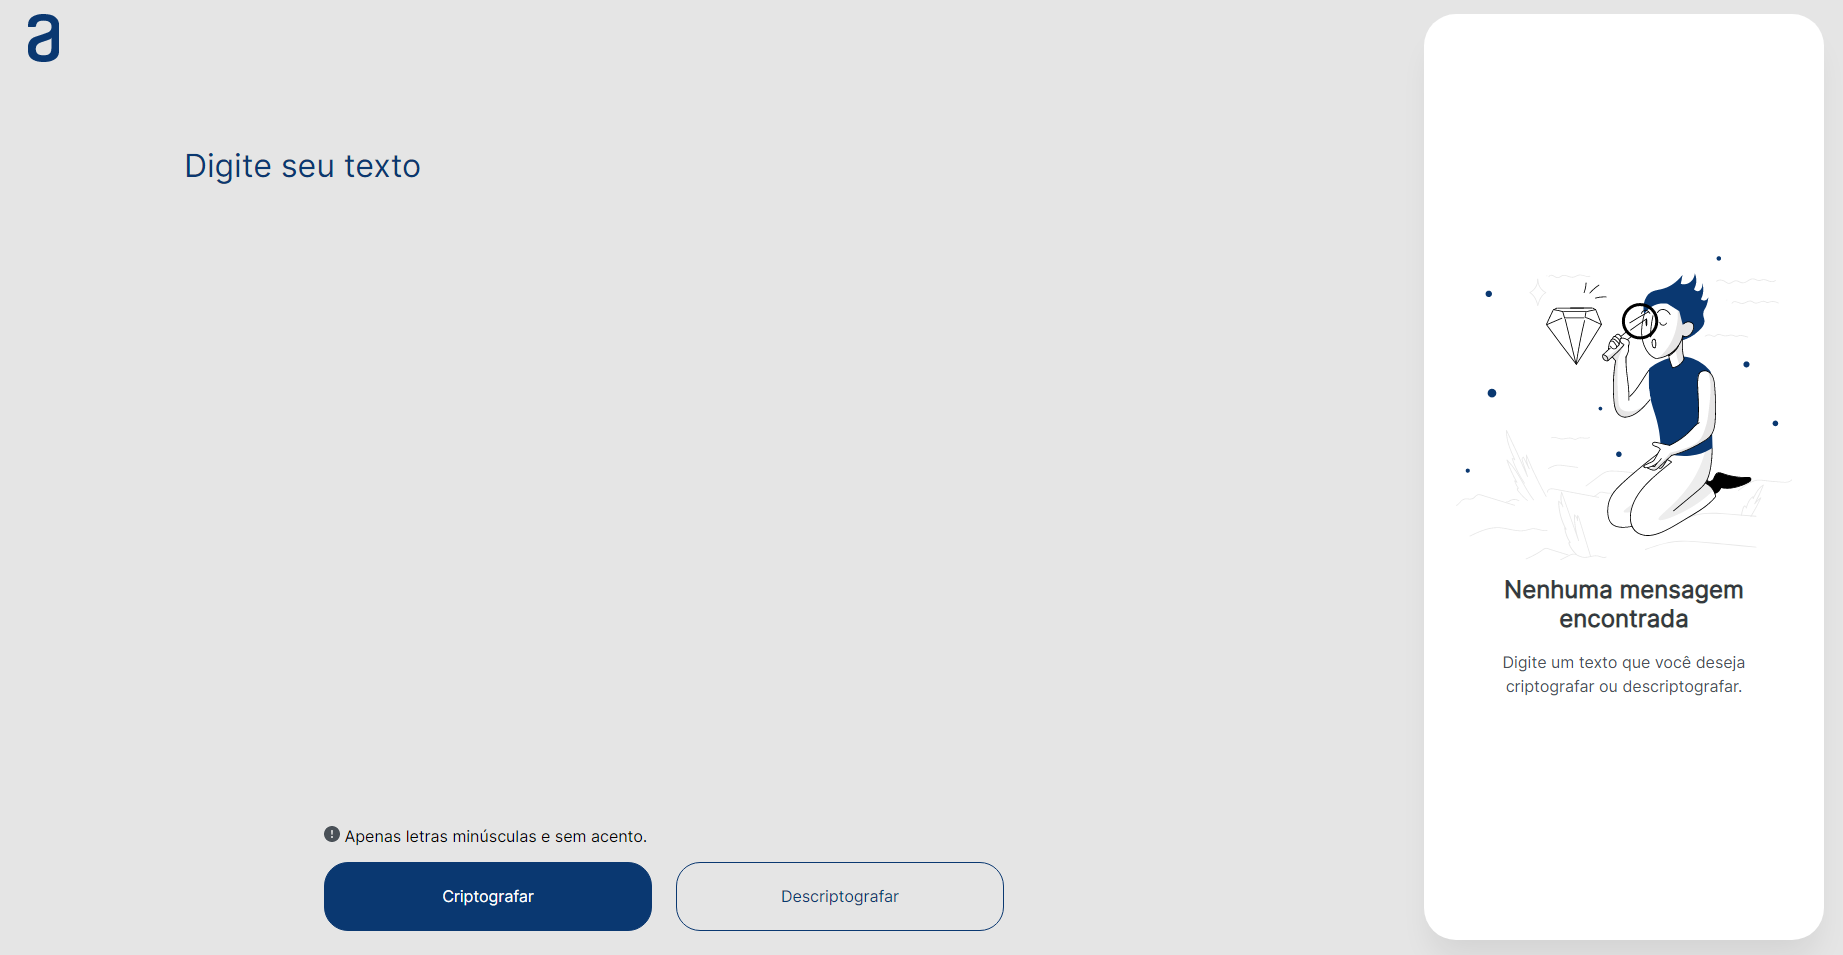 a
Digite seu texto
Apenas letras minúsculas e sem acento.
Criptografar
Descriptografar
Nenhuma mensagem
encontrada
Digite um texto que você deseja
criptografar ou descriptografar.